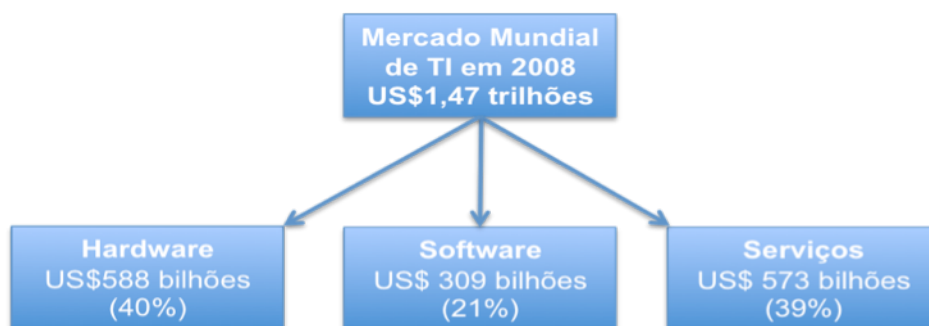 Mercado Mundial
de TI em 2008
US$1,47 trilhões
Hardware
US$588 bilhões
(40%)
Software
US$ 309 bilhões
(21%)
Serviços
US$ 573 bilhões
(39%)